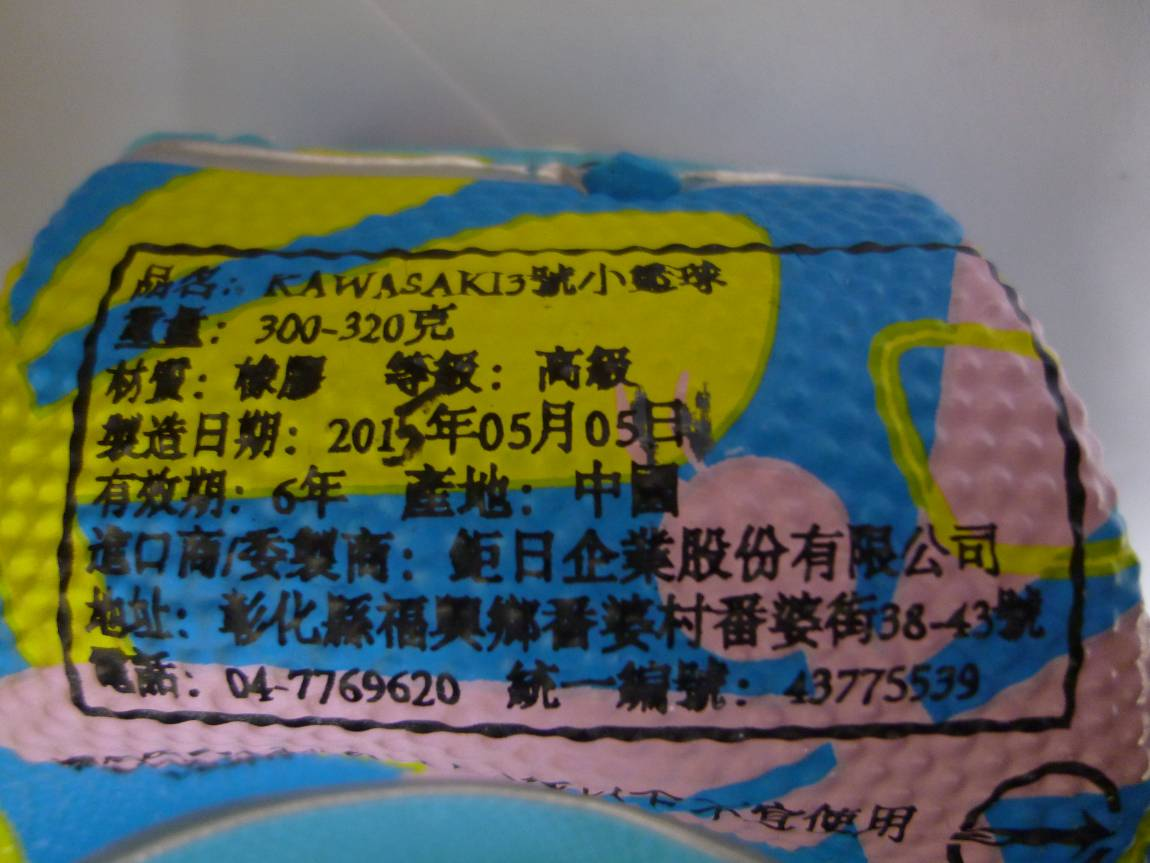 品名：KAWASAKI3號小籃球
重量：300-320克
材質：橡膠 等級：高級
製造日期：2015年05月05日
有效期：6年 產地：中國
進口商/委製商：鉅日企業股份有限公司
地址：彰化縣福興鄉番婆村番婆街38-43號
電話：04-7769620 統一編號：43775539
以下不宜使用